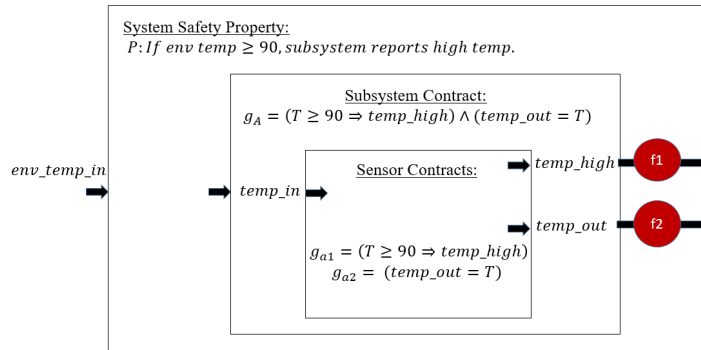 System Safety Property:
P: If env temp ≥ 90, subsystem reports high temp.
Subsystem Contract:
g_A = (T ≥ 90 ⇒ temp_high) ∧ (temp_out = T)
Sensor Contracts:
temp_high
f1
env_temp_in
temp_in
temp_out
f2
g_a1 = (T ≥ 90 ⇒ temp_high)
g_a2 = (temp_out = T)